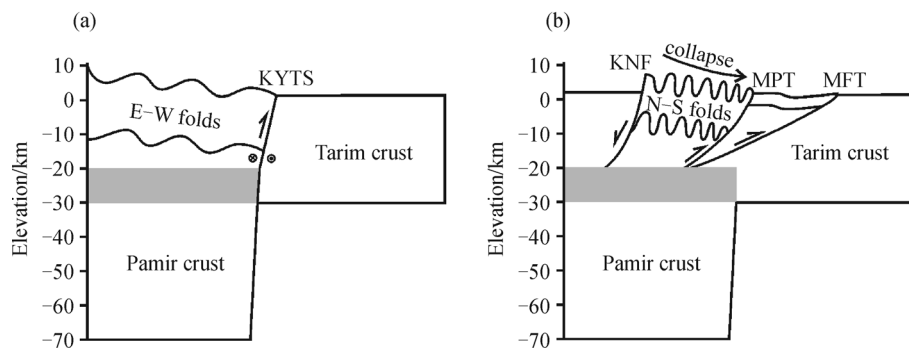 (a)
10
0
−10
−20
−30
−40
−50
−60
−70
Elevation/km
KYTS
E−W folds
Tarim crust
Pamir crust
(b)
10
0
−10
−20
−30
−40
−50
−60
−70
Elevation/km
collapse
KNF
MPT
MFT
N−S folds
Tarim crust
Pamir crust